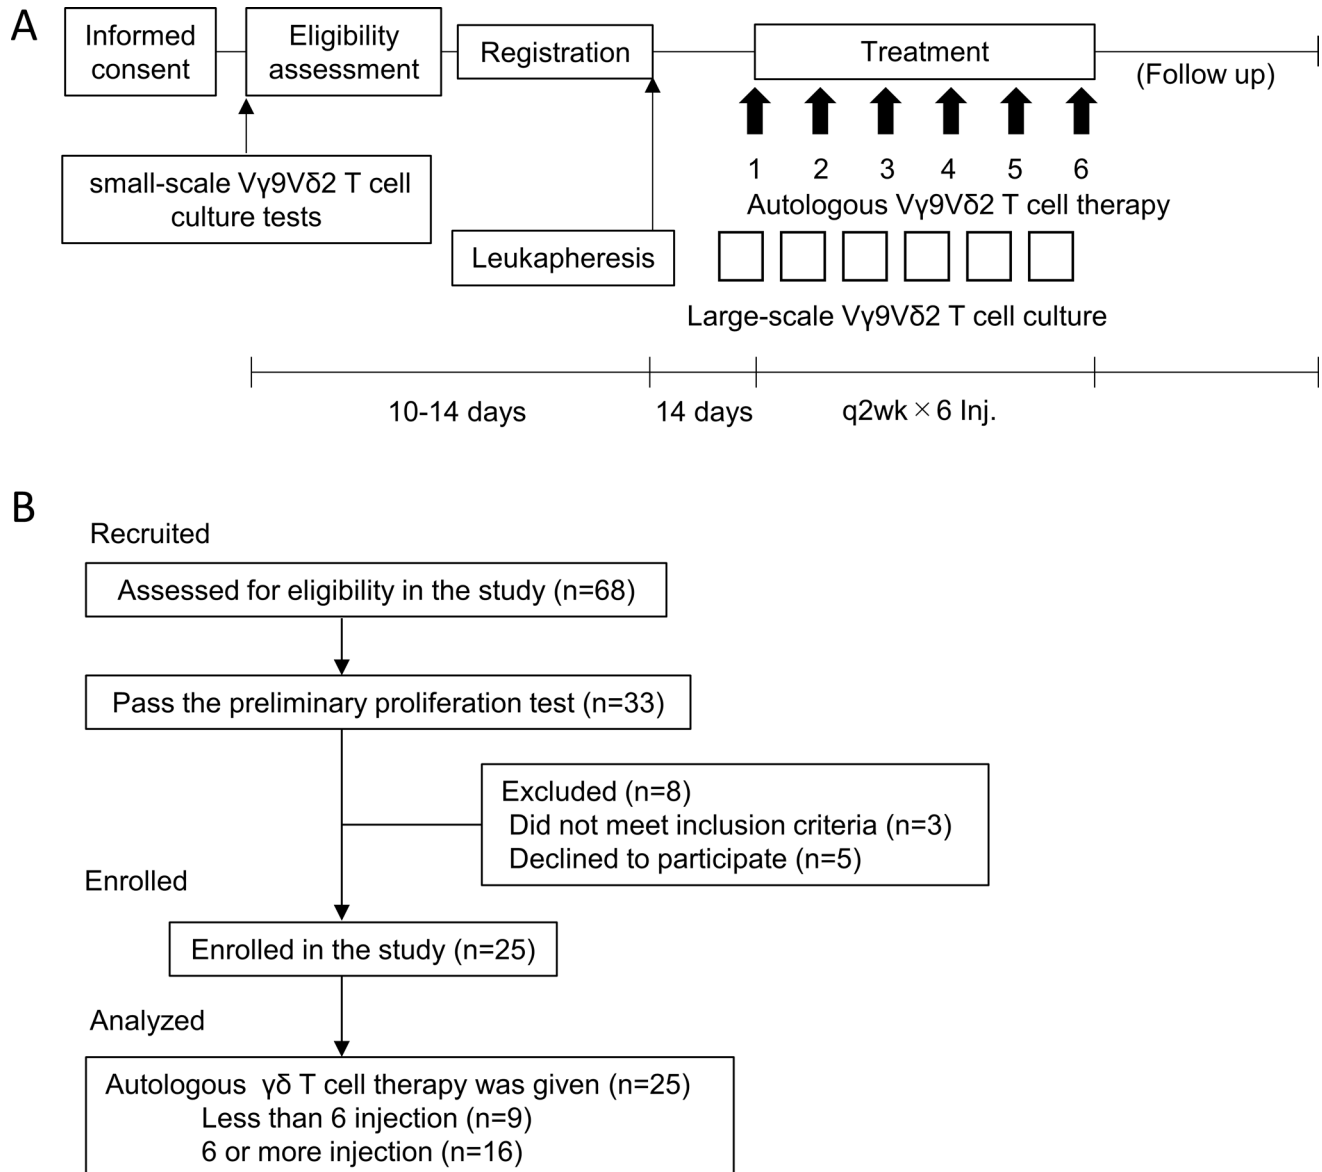 A
Informed
consent
Eligibility
assessment
Registration
Treatment
(Follow up)
small-scale Vγ9Vδ2 T cell
culture tests
Leukapheresis
1 2 3 4 5 6
Autologous Vγ9Vδ2 T cell therapy
Large-scale Vγ9Vδ2 T cell culture
10-14 days
14 days
q2wk×6 Inj.
B
Recruited
Assessed for eligibility in the study (n=68)
Pass the preliminary proliferation test (n=33)
Excluded (n=8)
Did not meet inclusion criteria (n=3)
Declined to participate (n=5)
Enrolled
Enrolled in the study (n=25)
Analyzed
Autologous γδ T cell therapy was given (n=25)
Less than 6 injection (n=9)
6 or more injection (n=16)